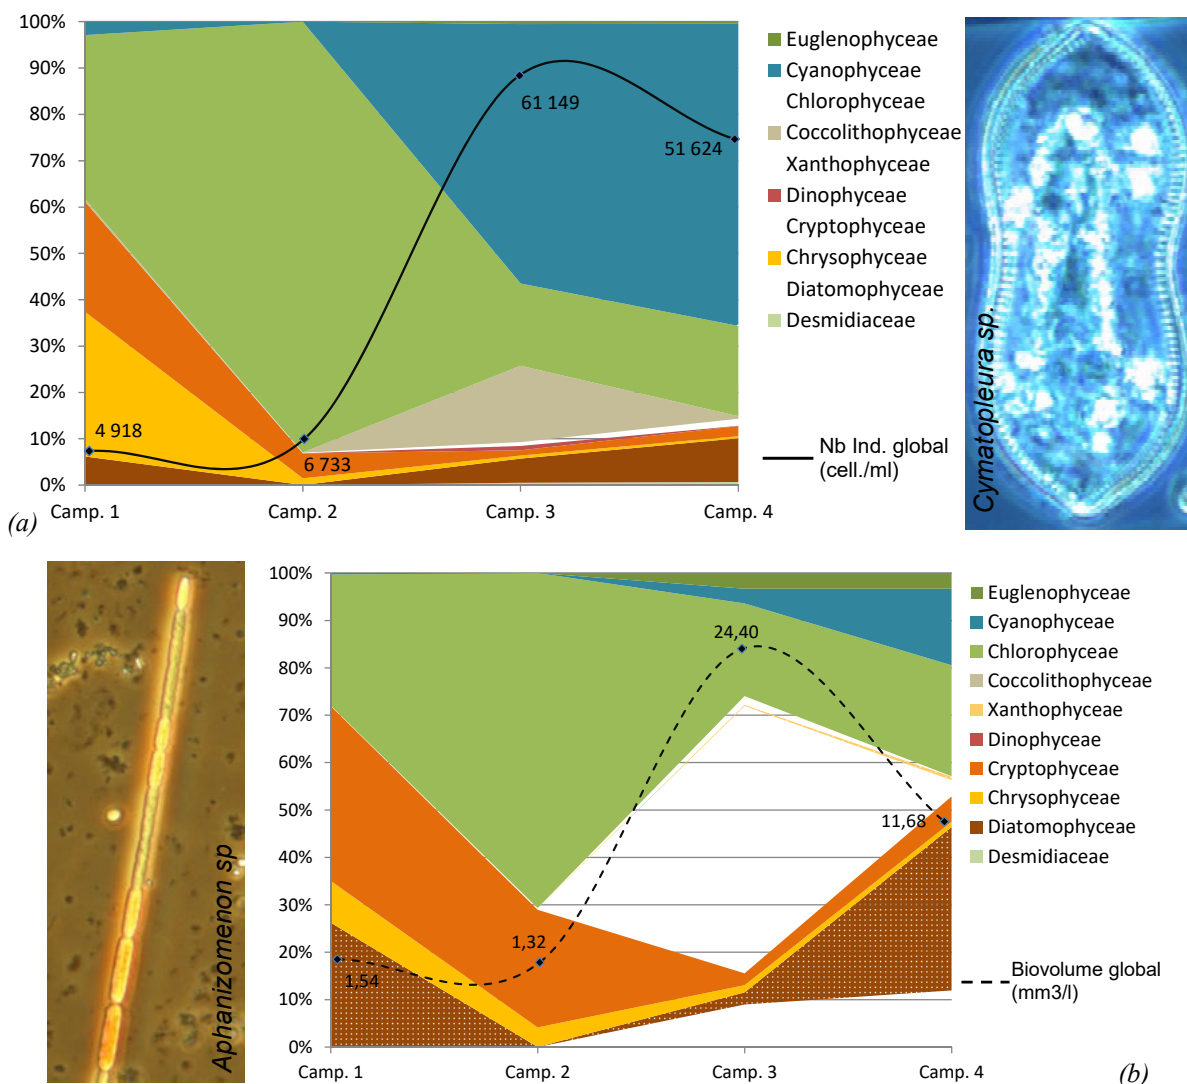 100%
90%
80%
70%
60%
50%
40%
30%
20%
10%
0%
4 918
6 733
61 149
51 624
Camp. 1
Camp. 2
Camp. 3
Camp. 4
Euglenophyceae
Cyanophyceae
Chlorophyceae
Coccolithophyceae
Xanthophyceae
Dinophyceae
Cryptophyceae
Chrysophyceae
Diatomophyceae
Desmidiaceae
Nb Ind. global
(cell./ml)
Cymatopleura sp.
(a)
Aphanizomenon sp
100%
90%
80%
70%
60%
50%
40%
30%
20%
10%
0%
1,54
1,32
24,40
11,68
Camp. 1
Camp. 2
Camp. 3
Camp. 4
Euglenophyceae
Cyanophyceae
Chlorophyceae
Coccolithophyceae
Xanthophyceae
Dinophyceae
Cryptophyceae
Chrysophyceae
Diatomophyceae
Desmidiaceae
Biovolume global
(mm3/l)
(b)